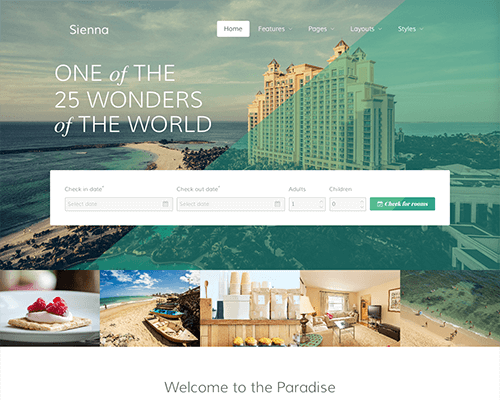 Sienna
Home Features Pages Layouts Styles
ONE of THE
25 WONDERS
of THE WORLD
Check in date* Check out date* Adults Children
Select date Select date 1 0 Check for rooms
Welcome to the Paradise